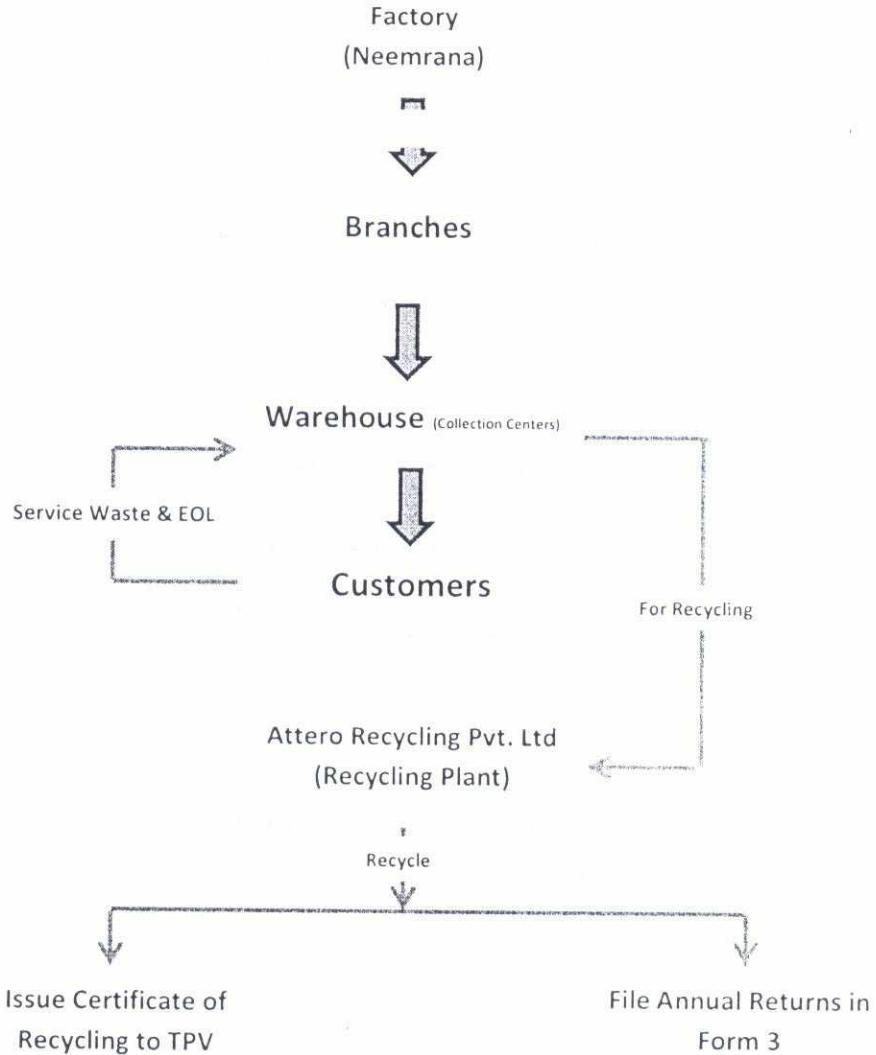 Factory
(Neemrana)
Branches
Warehouse (Collection Centers)
Service Waste & EOL
Customers
For Recycling
Attero Recycling Pvt. Ltd
(Recycling Plant)
Recycle
Issue Certificate of
Recycling to TPV
File Annual Returns in
Form 3